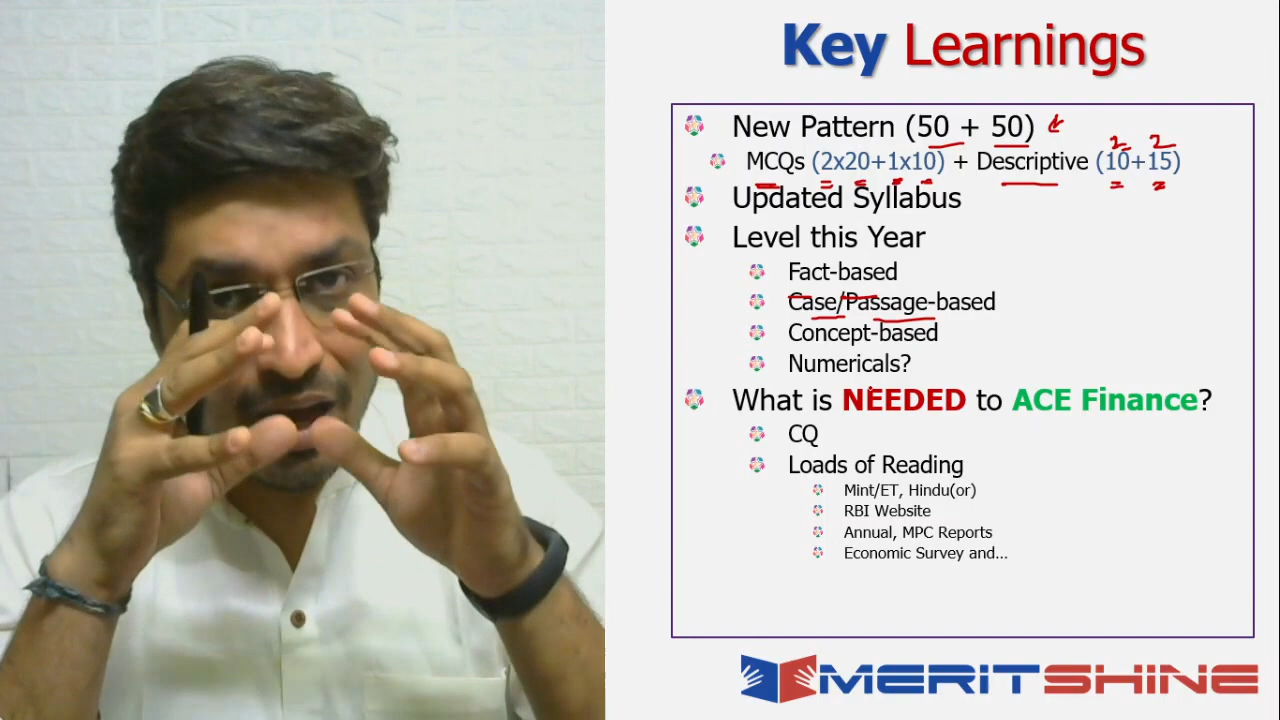 Key Learnings
New Pattern (50 + 50)
2 2
MCQs (2x20+1x10) + Descriptive (10+15)
Updated Syllabus
Level this Year
Fact-based
Case/Passage-based
Concept-based
Numericals?
What is NEEDED to ACE Finance?
CQ
Loads of Reading
Mint/ET, Hindu(or)
RBI Website
Annual, MPC Reports
Economic Survey and...
MERITSHINE